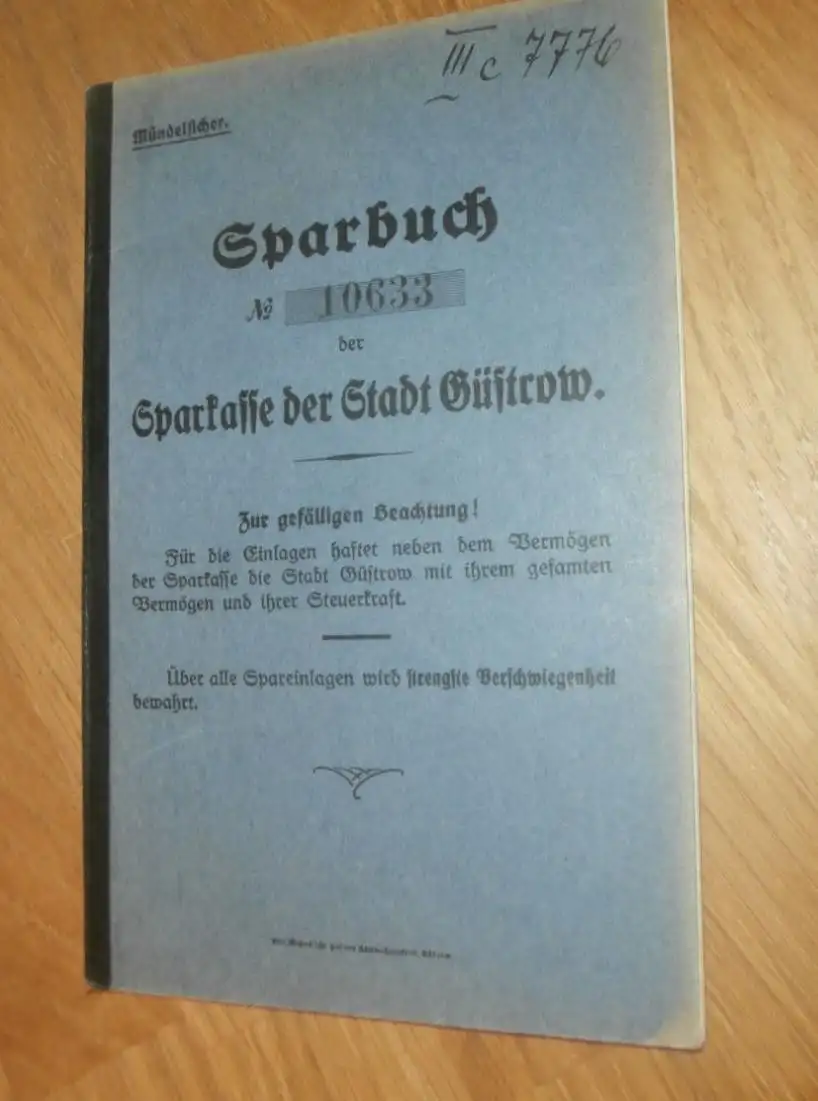 III c 7776
Mündelsicher.
Sparbuch
№ 10633
der
Sparkasse der Stadt Güstrow.
Zur gefälligen Beachtung!
Für die Einlagen haftet neben dem Vermögen
der Sparkasse die Stadt Güstrow mit ihrem gesamten
Vermögen und ihrer Steuerkraft.
Über alle Spareinlagen wird strengste Verschwiegenheit
bewahrt.